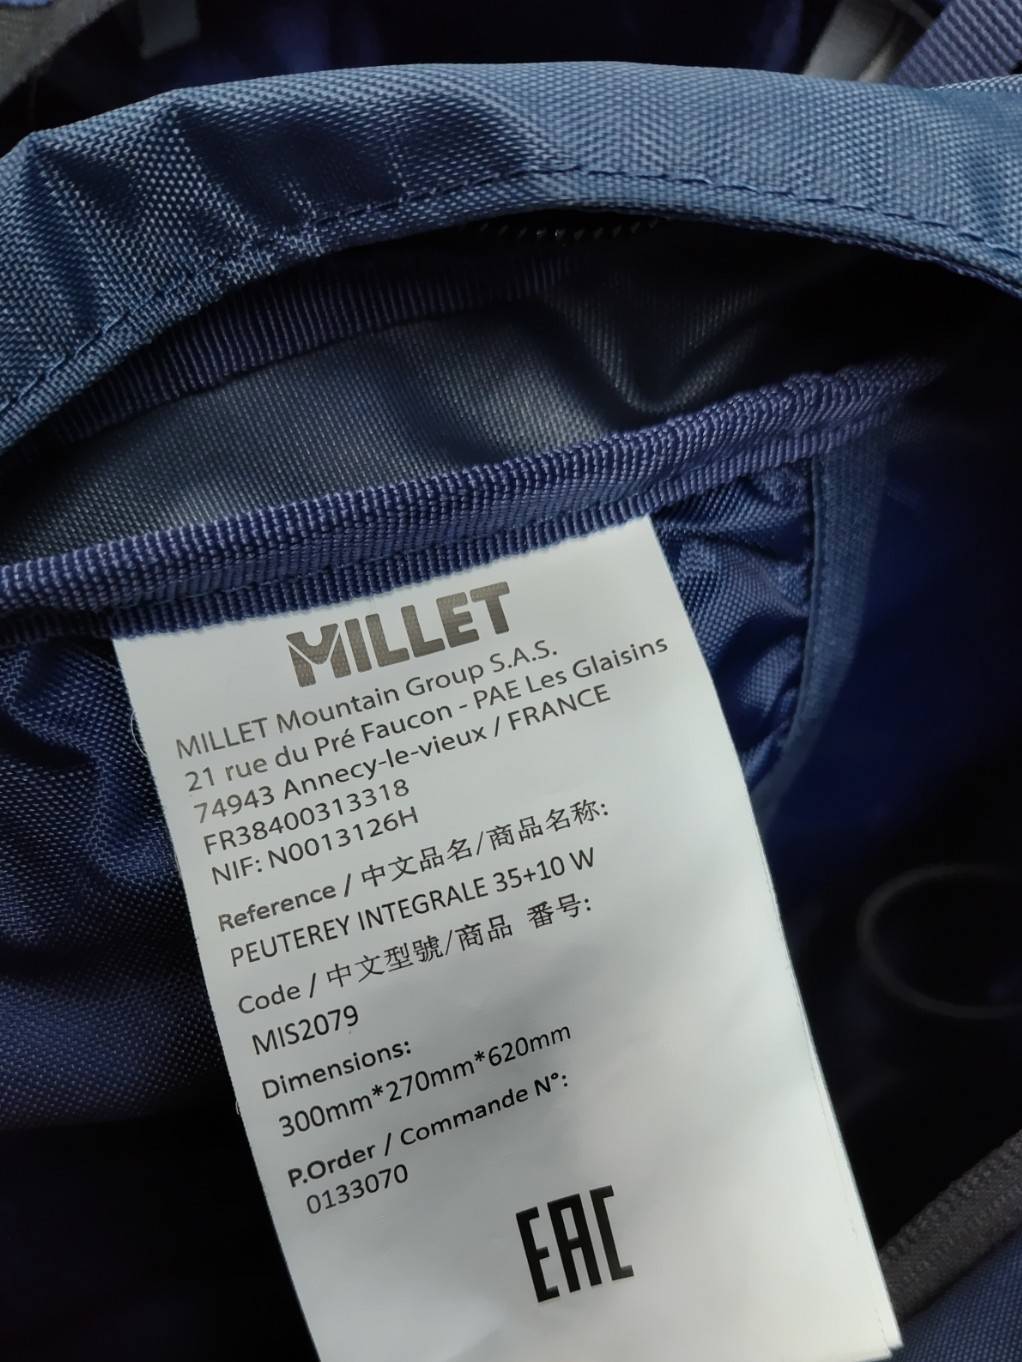 MILLET
MILLET Mountain Group S.A.S.
21 rue du Pré Faucon - PAE Les Glaisins
74943 Annecy-le-vieux / FRANCE
FR38400313318
NIF: N0013126H
Reference / 中文品名/商品名称:
PEUTEREY INTEGRALE 35+10 W
Code / 中文型號/商品 番号:
MIS2079
Dimensions:
300mm*270mm*620mm
P.Order / Commande N°:
0133070
EAC